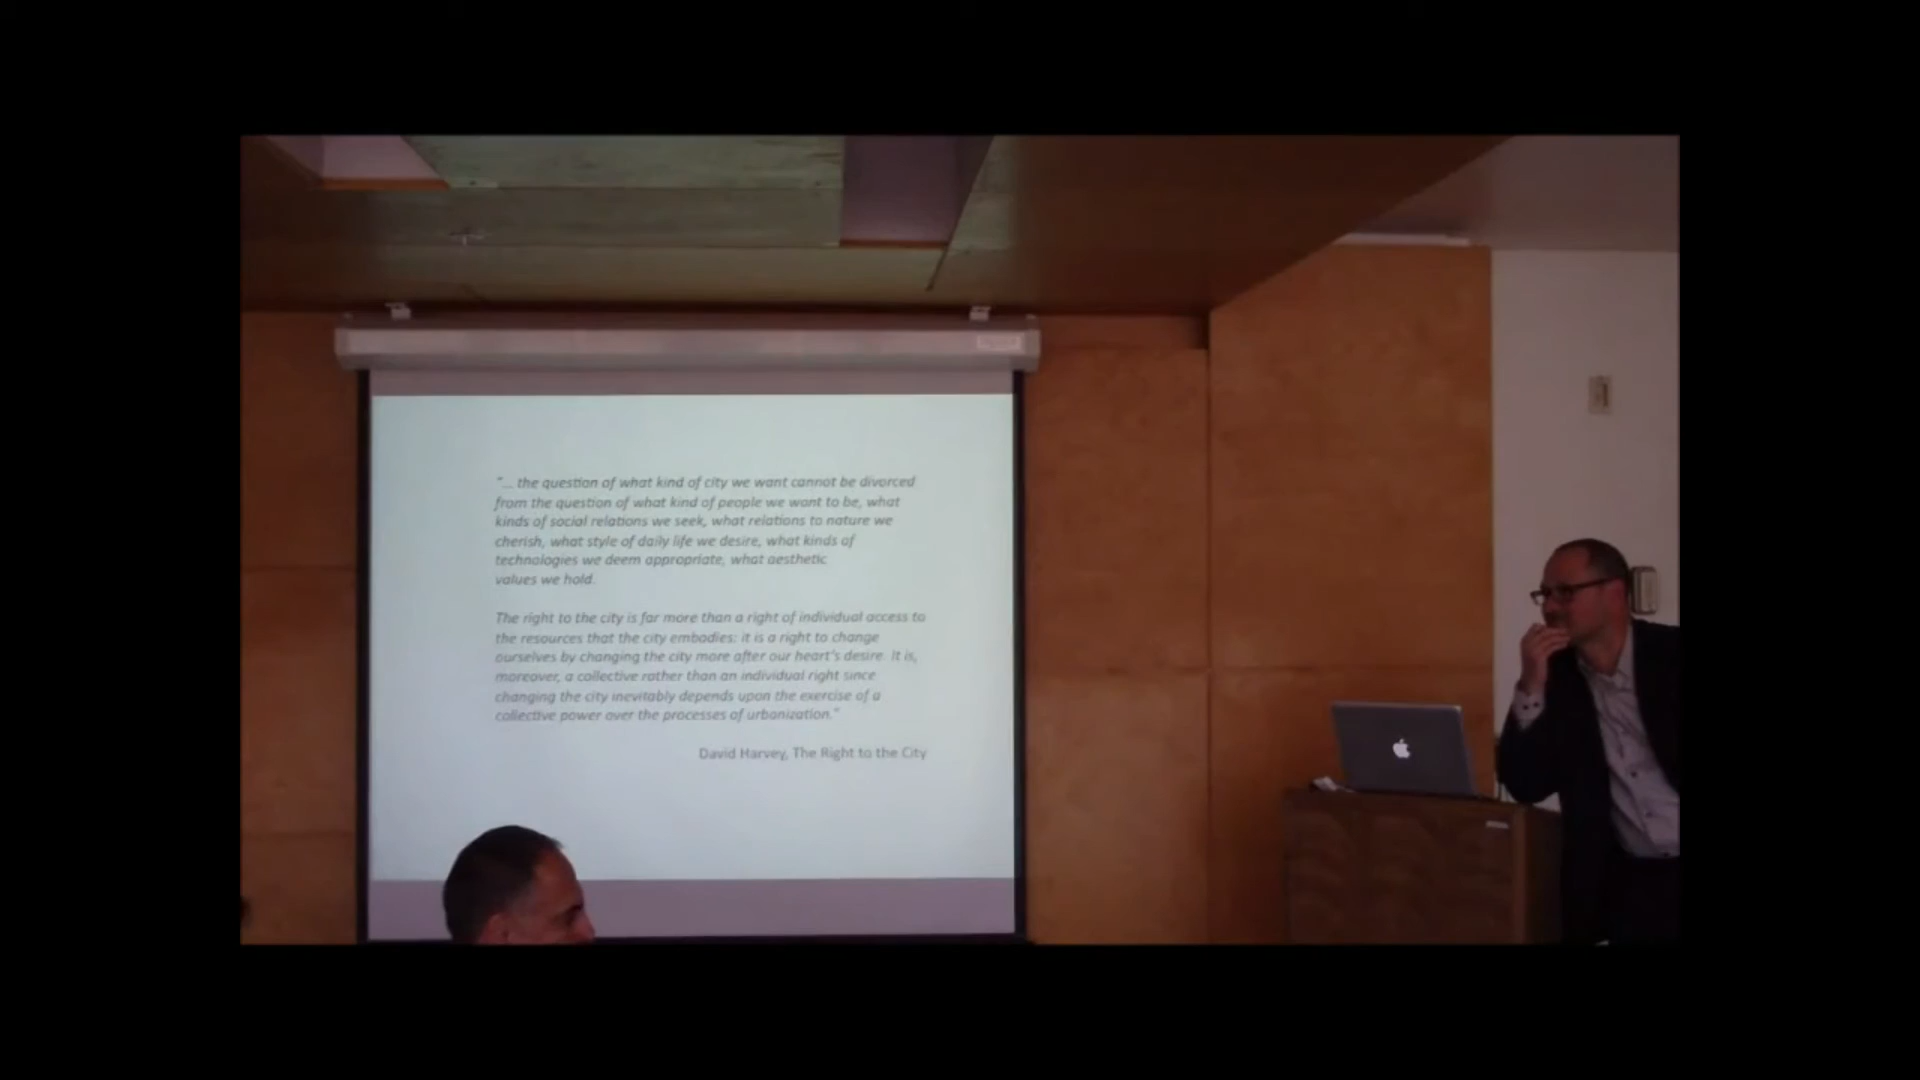 "... the question of what kind of city we want cannot be divorced
from the question of what kind of people we want to be, what
kinds of social relations we seek, what relations to nature we
cherish, what style of daily life we desire, what kinds of
technologies we deem appropriate, what aesthetic
values we hold.
The right to the city is far more than a right of individual access to
the resources that the city embodies: it is a right to change
ourselves by changing the city more after our heart's desire. It is,
moreover, a collective rather than an individual right since
changing the city inevitably depends upon the exercise of a
collective power over the processes of urbanization."
David Harvey, The Right to the City